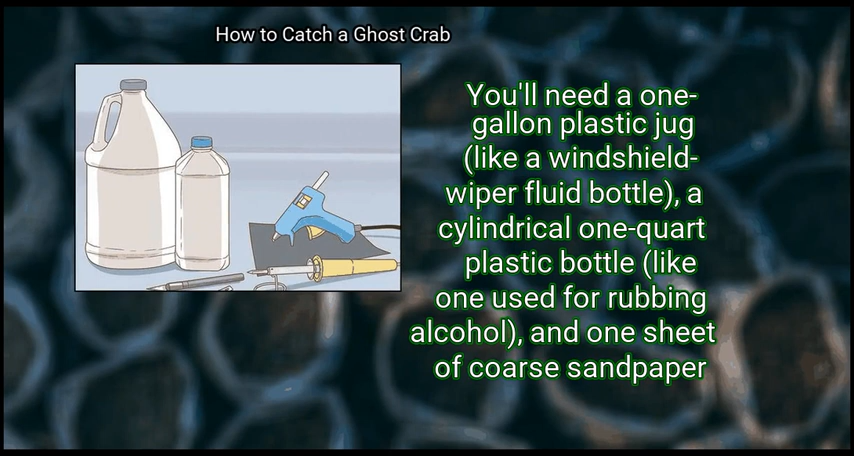 How to Catch a Ghost Crab
You'll need a one-
gallon plastic jug
(like a windshield-
wiper fluid bottle), a
cylindrical one-quart
plastic bottle (like
one used for rubbing
alcohol), and one sheet
of coarse sandpaper